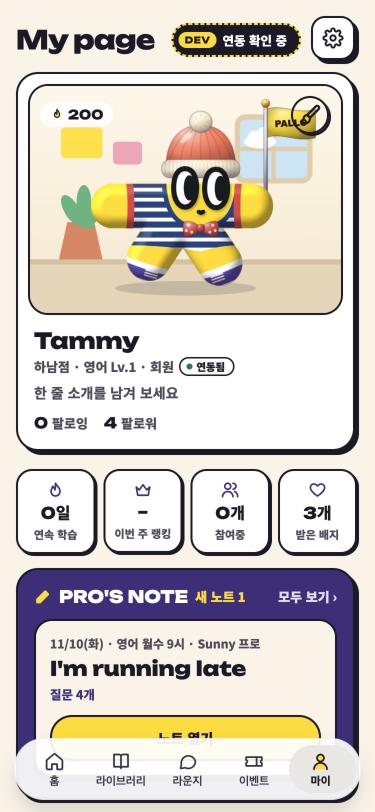 My page
DEV 연동 확인 중
200
하남점 · 영어 Lv.1 · 회원 연동됨
Tammy
한 줄 소개를 남겨 보세요
0 팔로잉 4 팔로워
0일 - 0개 3개
연속 학습 이번 주 랭킹 참여중 받은 배지
PRO'S NOTE 새 노트 1 모두 보기 ›
11/10(화) · 영어 월수 9시 · Sunny 프로
I'm running late
질문 4개
홈 라이브러리 라운지 이벤트 마이